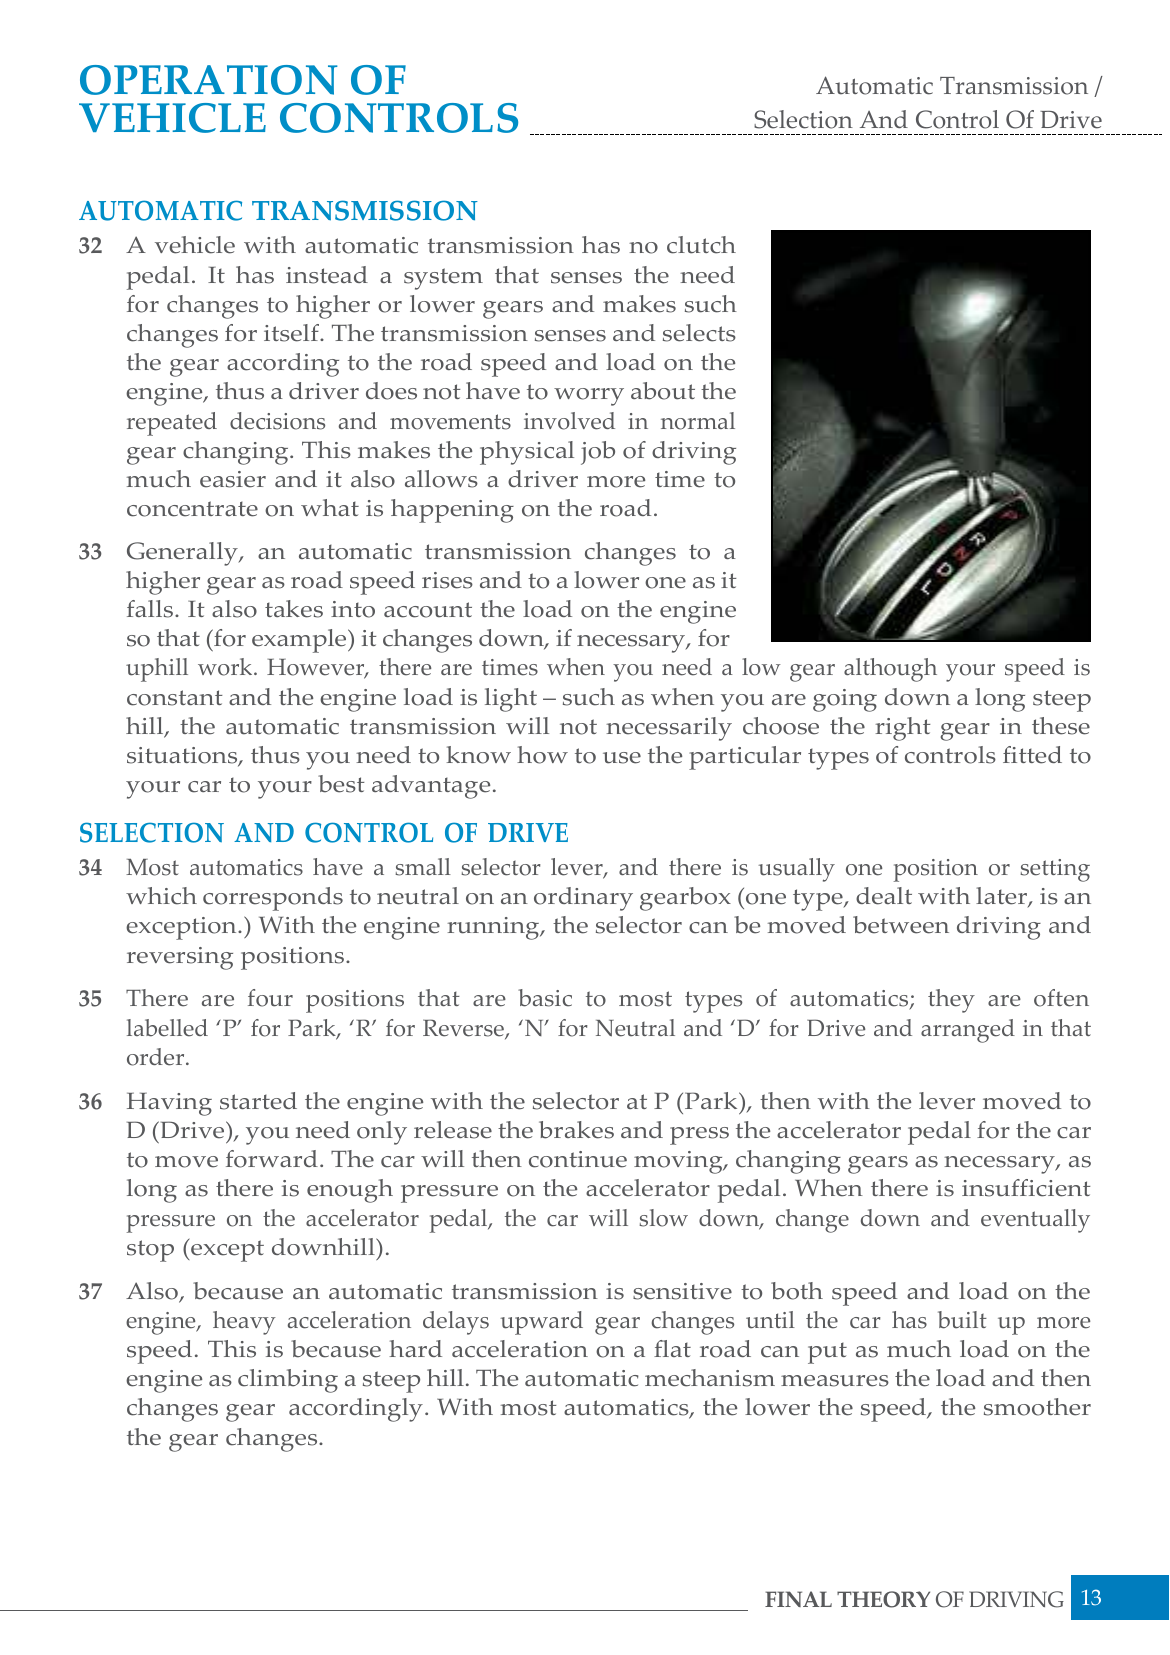 OPERATION OF
VEHICLE CONTROLS
Automatic Transmission /
Selection And Control Of Drive
AUTOMATIC TRANSMISSION
32 A vehicle with automatic transmission has no clutch
pedal. It has instead a system that senses the need
for changes to higher or lower gears and makes such
changes for itself. The transmission senses and selects
the gear according to the road speed and load on the
engine, thus a driver does not have to worry about the
repeated decisions and movements involved in normal
gear changing. This makes the physical job of driving
much easier and it also allows a driver more time to
concentrate on what is happening on the road.
33 Generally, an automatic transmission changes to a
higher gear as road speed rises and to a lower one as it
falls. It also takes into account the load on the engine
so that (for example) it changes down, if necessary, for
P
R
N
D
L
uphill work. However, there are times when you need a low gear although your speed is
constant and the engine load is light – such as when you are going down a long steep
hill, the automatic transmission will not necessarily choose the right gear in these
situations, thus you need to know how to use the particular types of controls fitted to
your car to your best advantage.
SELECTION AND CONTROL OF DRIVE
34 Most automatics have a small selector lever, and there is usually one position or setting
which corresponds to neutral on an ordinary gearbox (one type, dealt with later, is an
exception.) With the engine running, the selector can be moved between driving and
reversing positions.
35 There are four positions that are basic to most types of automatics; they are often
labelled ‘P’ for Park, ‘R’ for Reverse, ‘N’ for Neutral and ‘D’ for Drive and arranged in that
order.
36 Having started the engine with the selector at P (Park), then with the lever moved to
D (Drive), you need only release the brakes and press the accelerator pedal for the car
to move forward. The car will then continue moving, changing gears as necessary, as
long as there is enough pressure on the accelerator pedal. When there is insufficient
pressure on the accelerator pedal, the car will slow down, change down and eventually
stop (except downhill).
37 Also, because an automatic transmission is sensitive to both speed and load on the
engine, heavy acceleration delays upward gear changes until the car has built up more
speed. This is because hard acceleration on a flat road can put as much load on the
engine as climbing a steep hill. The automatic mechanism measures the load and then
changes gear accordingly. With most automatics, the lower the speed, the smoother
the gear changes.
FINAL THEORY OF DRIVING 13